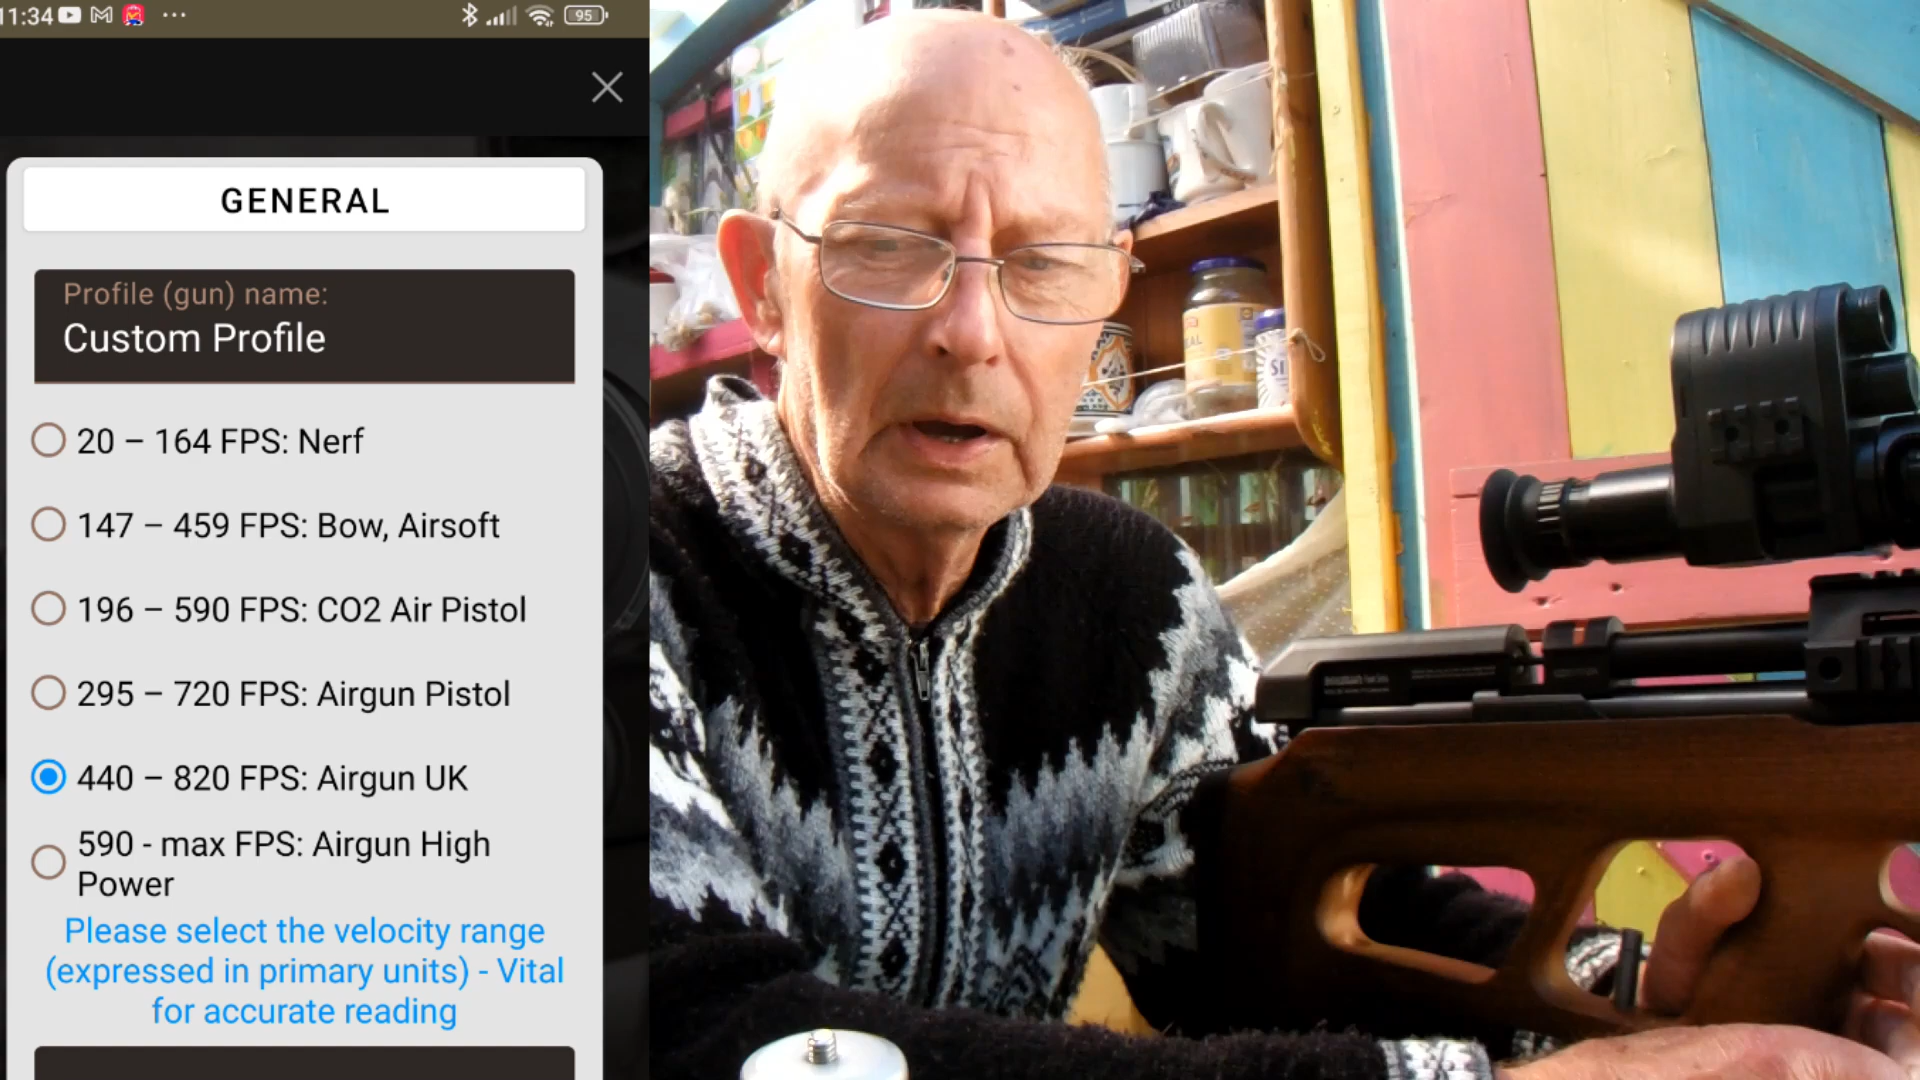 11:34
95
GENERAL
Profile (gun) name:
Custom Profile
20 – 164 FPS: Nerf
147 – 459 FPS: Bow, Airsoft
196 – 590 FPS: CO2 Air Pistol
295 – 720 FPS: Airgun Pistol
440 – 820 FPS: Airgun UK
590 - max FPS: Airgun High
Power
Please select the velocity range
(expressed in primary units) - Vital
for accurate reading